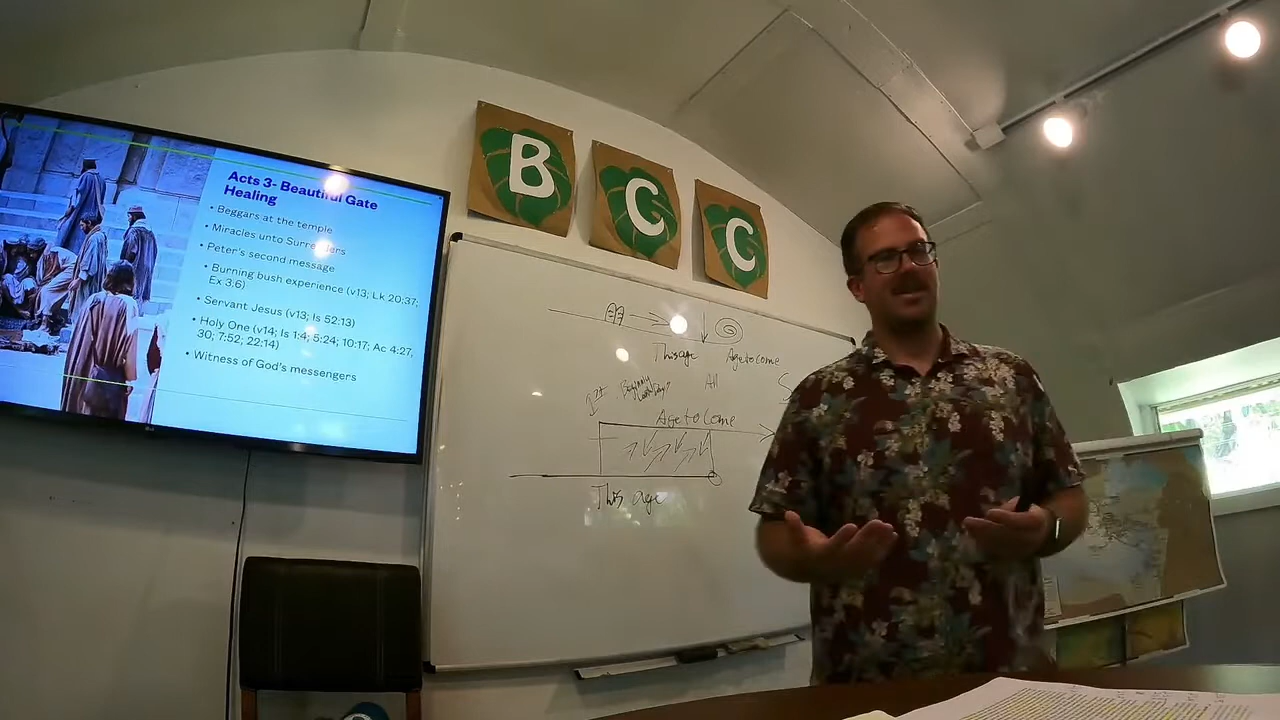 Acts 3- Beautiful Gate
Healing
• Beggars at the temple
• Miracles unto Surrenders
• Peter's second message
• Burning bush experience (v13; Lk 20:37;
Ex 3:6)
• Servant Jesus (v13; Is 52:13)
• Holy One (v14; Is 1:4; 5:24; 10:17; Ac 4:27,
30; 7:52, 22:14)
• Witness of God's messengers
B C C
This age Age to come
Age to Come
This age